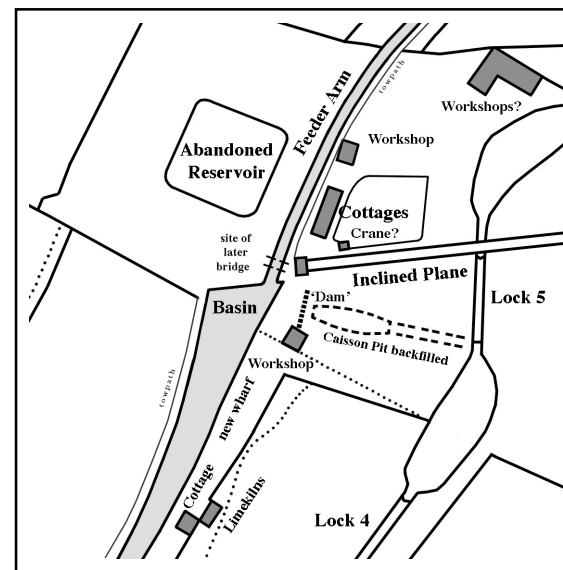 towpath
Workshops?
Feeder Arm
Workshop
Abandoned
Reservoir
Cottages
Crane?
site of
later
bridge
Inclined Plane
Lock 5
Basin
'Dam'
Caisson Pit backfilled
Workshop
towpath
new wharf
Cottage
Limekilns
Lock 4